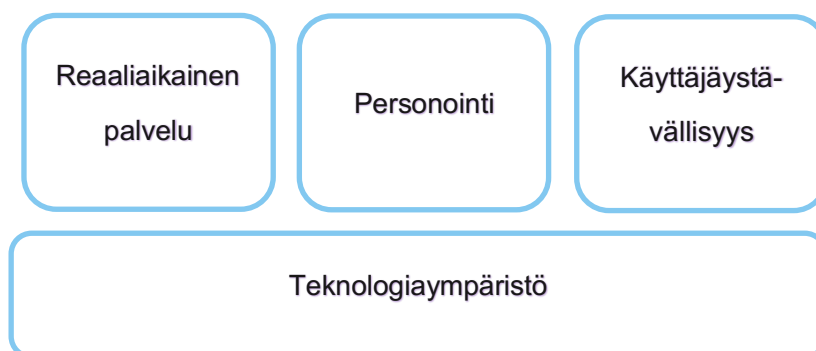 Reaaliaikainen
palvelu
Personointi
Käyttäjäystä-
vällisyys
Teknologiaympäristö